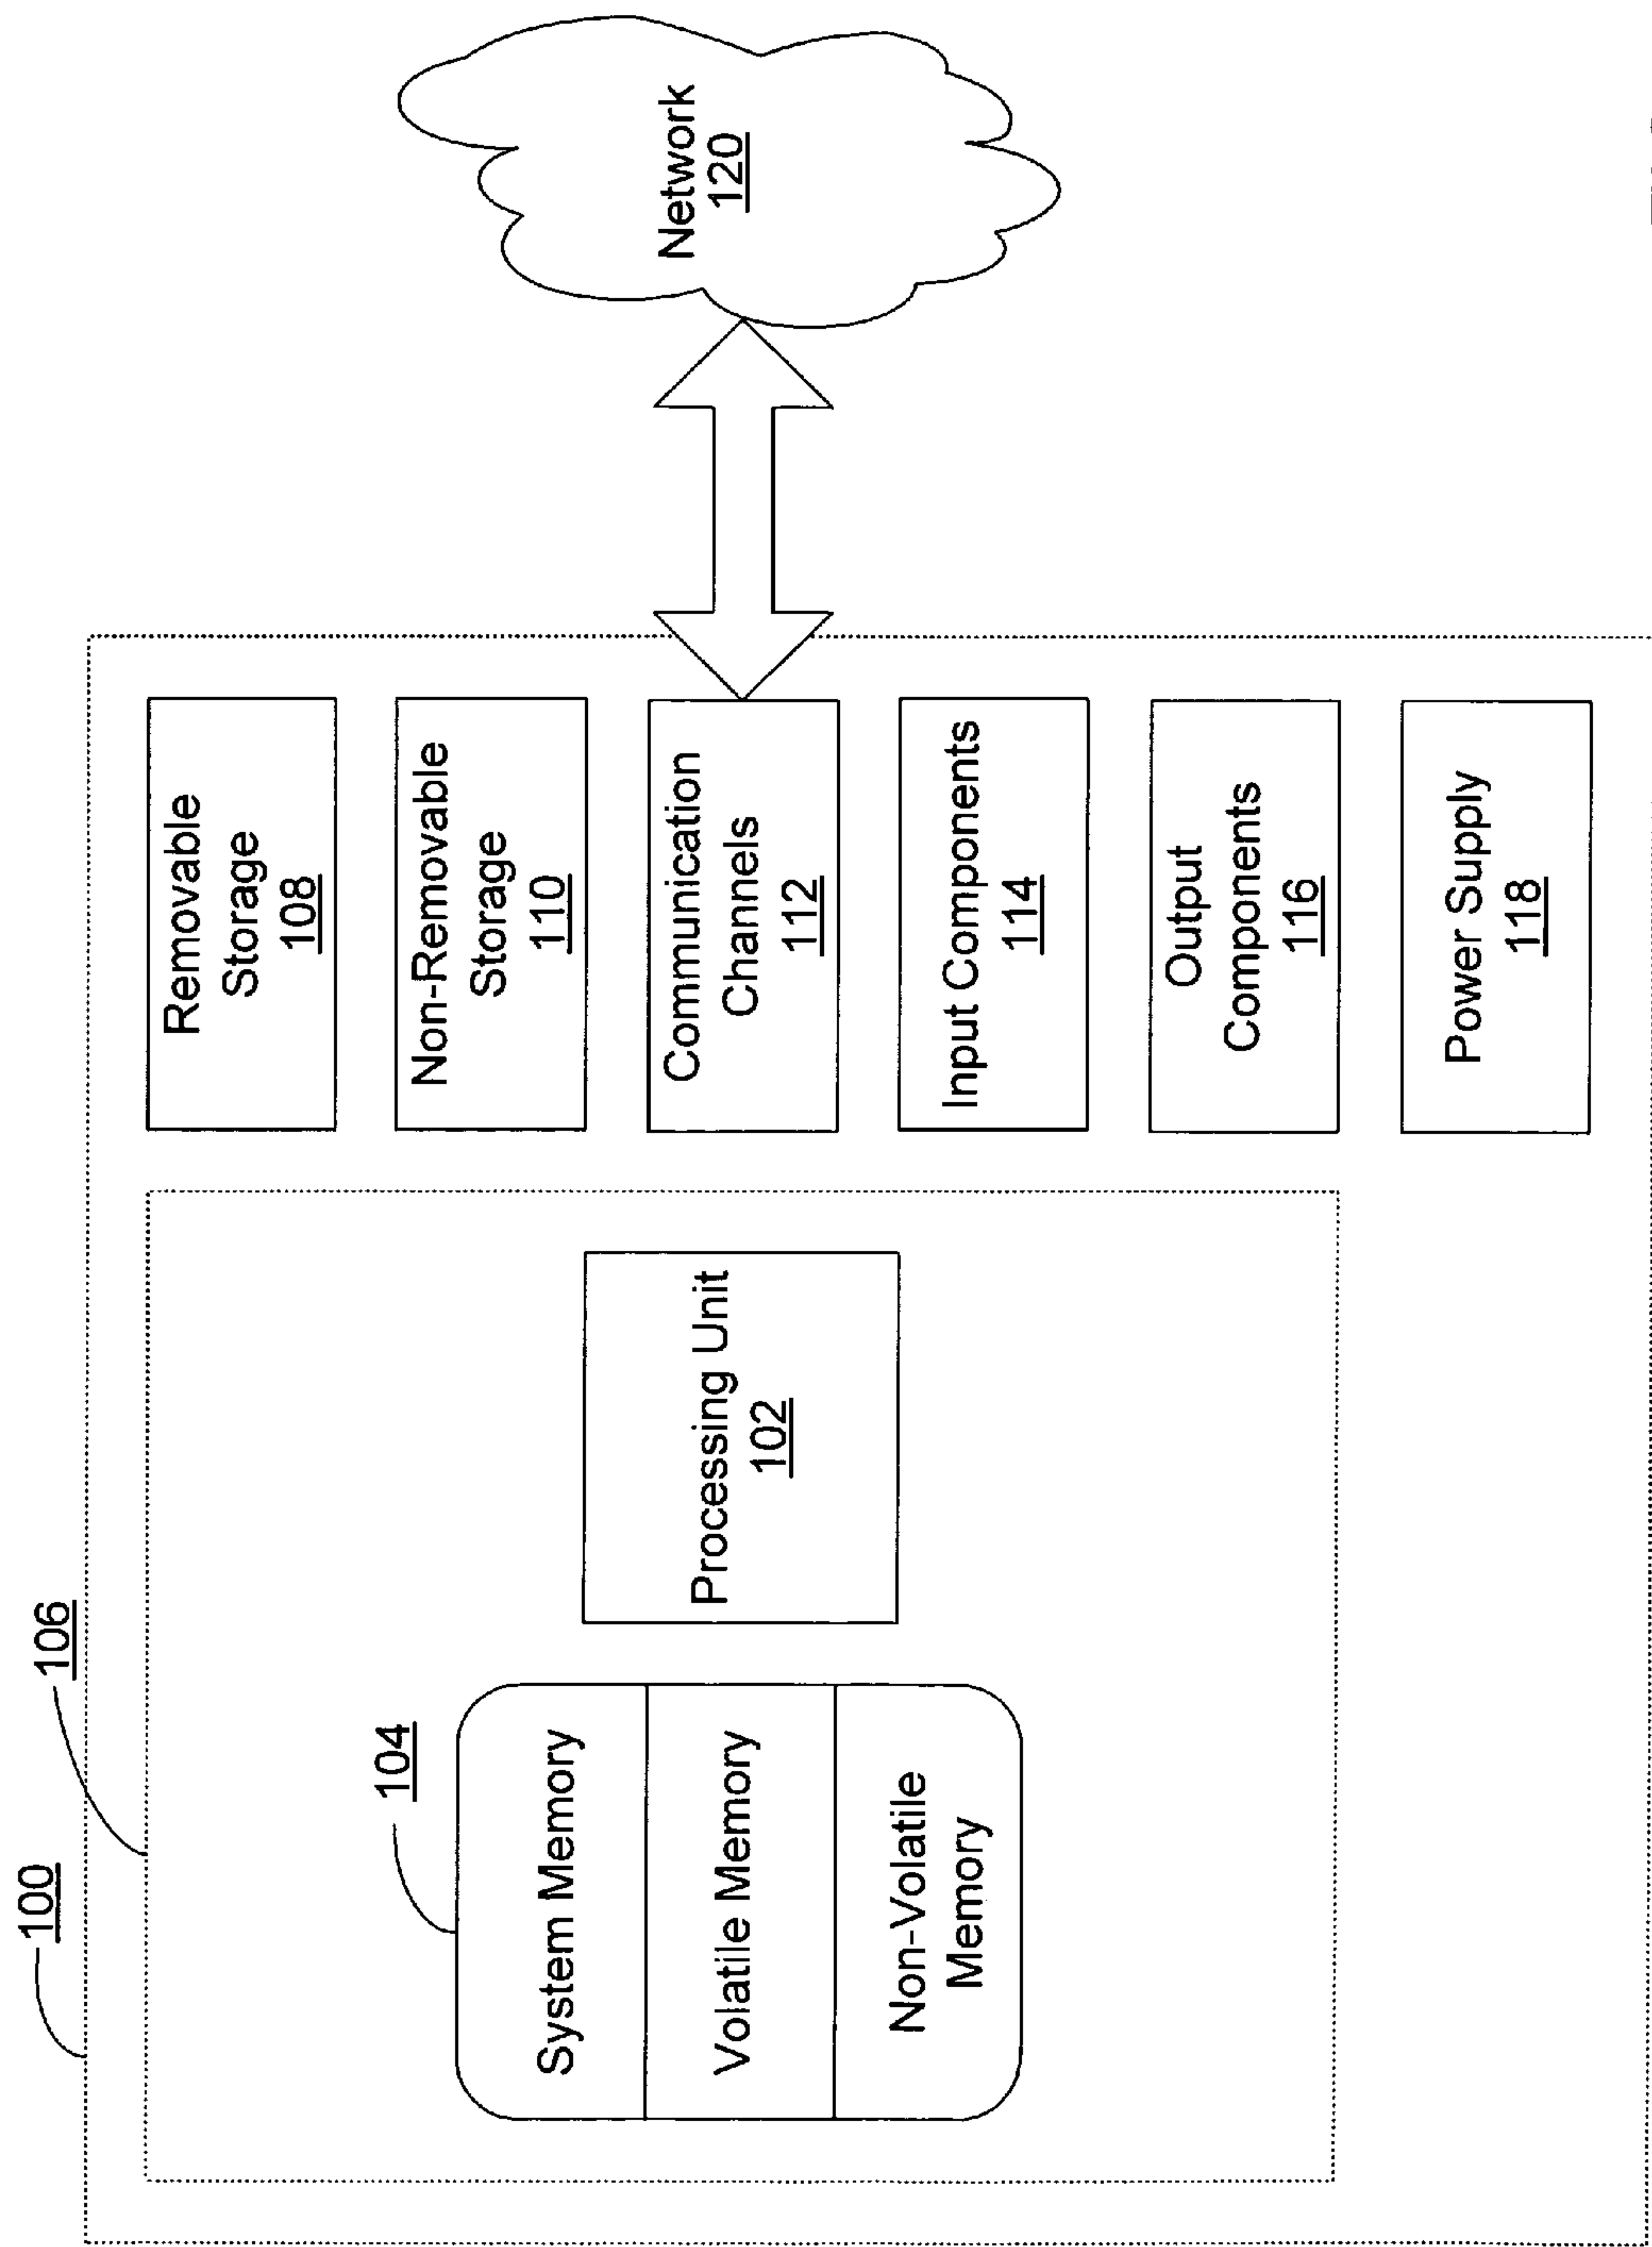 100
106
104
System Memory
Volatile Memory
Non-Volatile
Memory
Processing Unit
102
Removable
Storage
108
Non-Removable
Storage
110
Communication
Channels
112
Input Components
114
Output
Components
116
Power Supply
118
Network
120